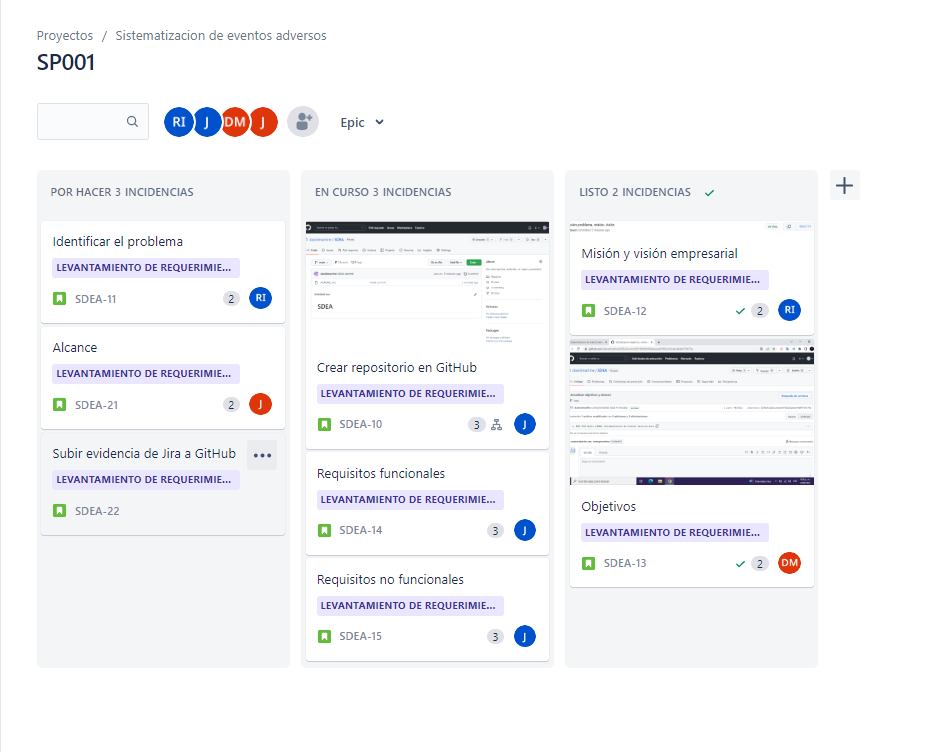 Proyectos / Sistematizacion de eventos adversos
SP001
RI J DM J
Epic
POR HACER 3 INCIDENCIAS
Identificar el problema
LEVANTAMIENTO DE REQUERIMIE...
SDEA-11 2 RI
Alcance
LEVANTAMIENTO DE REQUERIMIE...
SDEA-21 2 J
Subir evidencia de Jira a GitHub
LEVANTAMIENTO DE REQUERIMIE...
SDEA-22
EN CURSO 3 INCIDENCIAS
SDEA
Crear repositorio en GitHub
LEVANTAMIENTO DE REQUERIMIE...
SDEA-10 3 J
Requisitos funcionales
LEVANTAMIENTO DE REQUERIMIE...
SDEA-14 3 J
Requisitos no funcionales
LEVANTAMIENTO DE REQUERIMIE...
SDEA-15 3 J
LISTO 2 INCIDENCIAS
Misión y visión empresarial
LEVANTAMIENTO DE REQUERIMIE...
SDEA-12 2 RI
Objetivos
LEVANTAMIENTO DE REQUERIMIE...
SDEA-13 2 DM